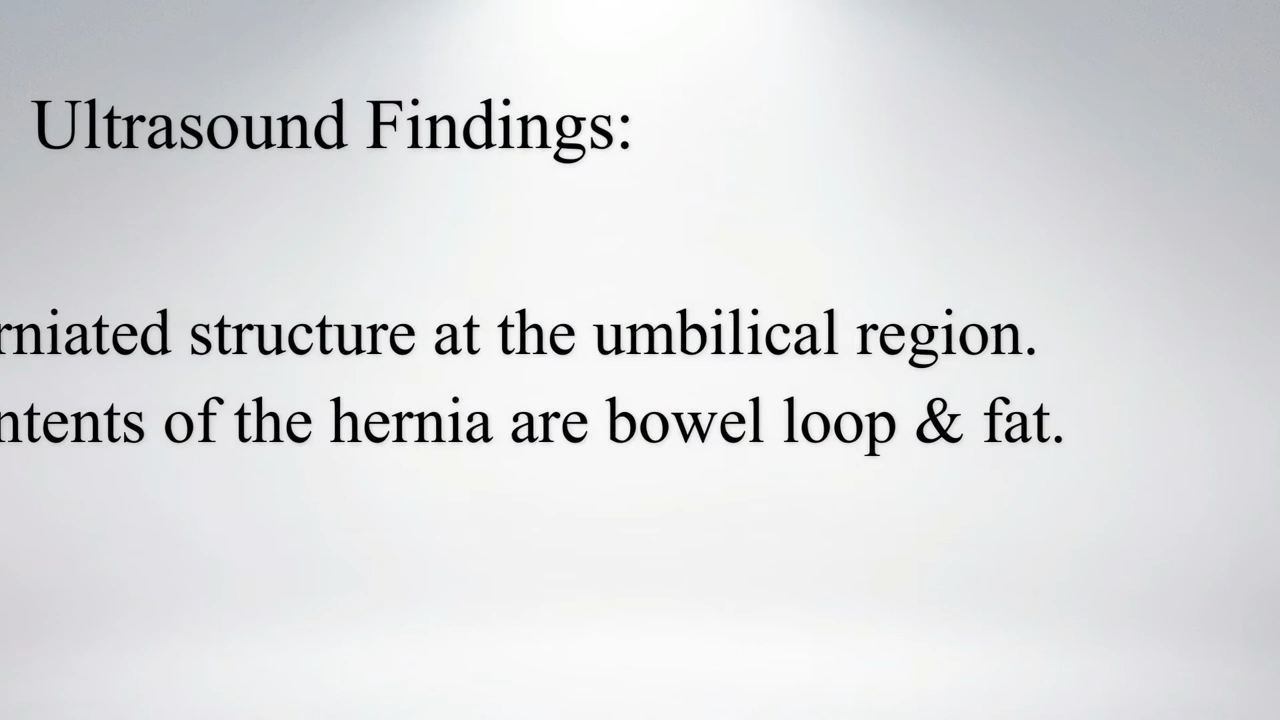 Ultrasound Findings:
rniated structure at the umbilical region.
ntents of the hernia are bowel loop & fat.